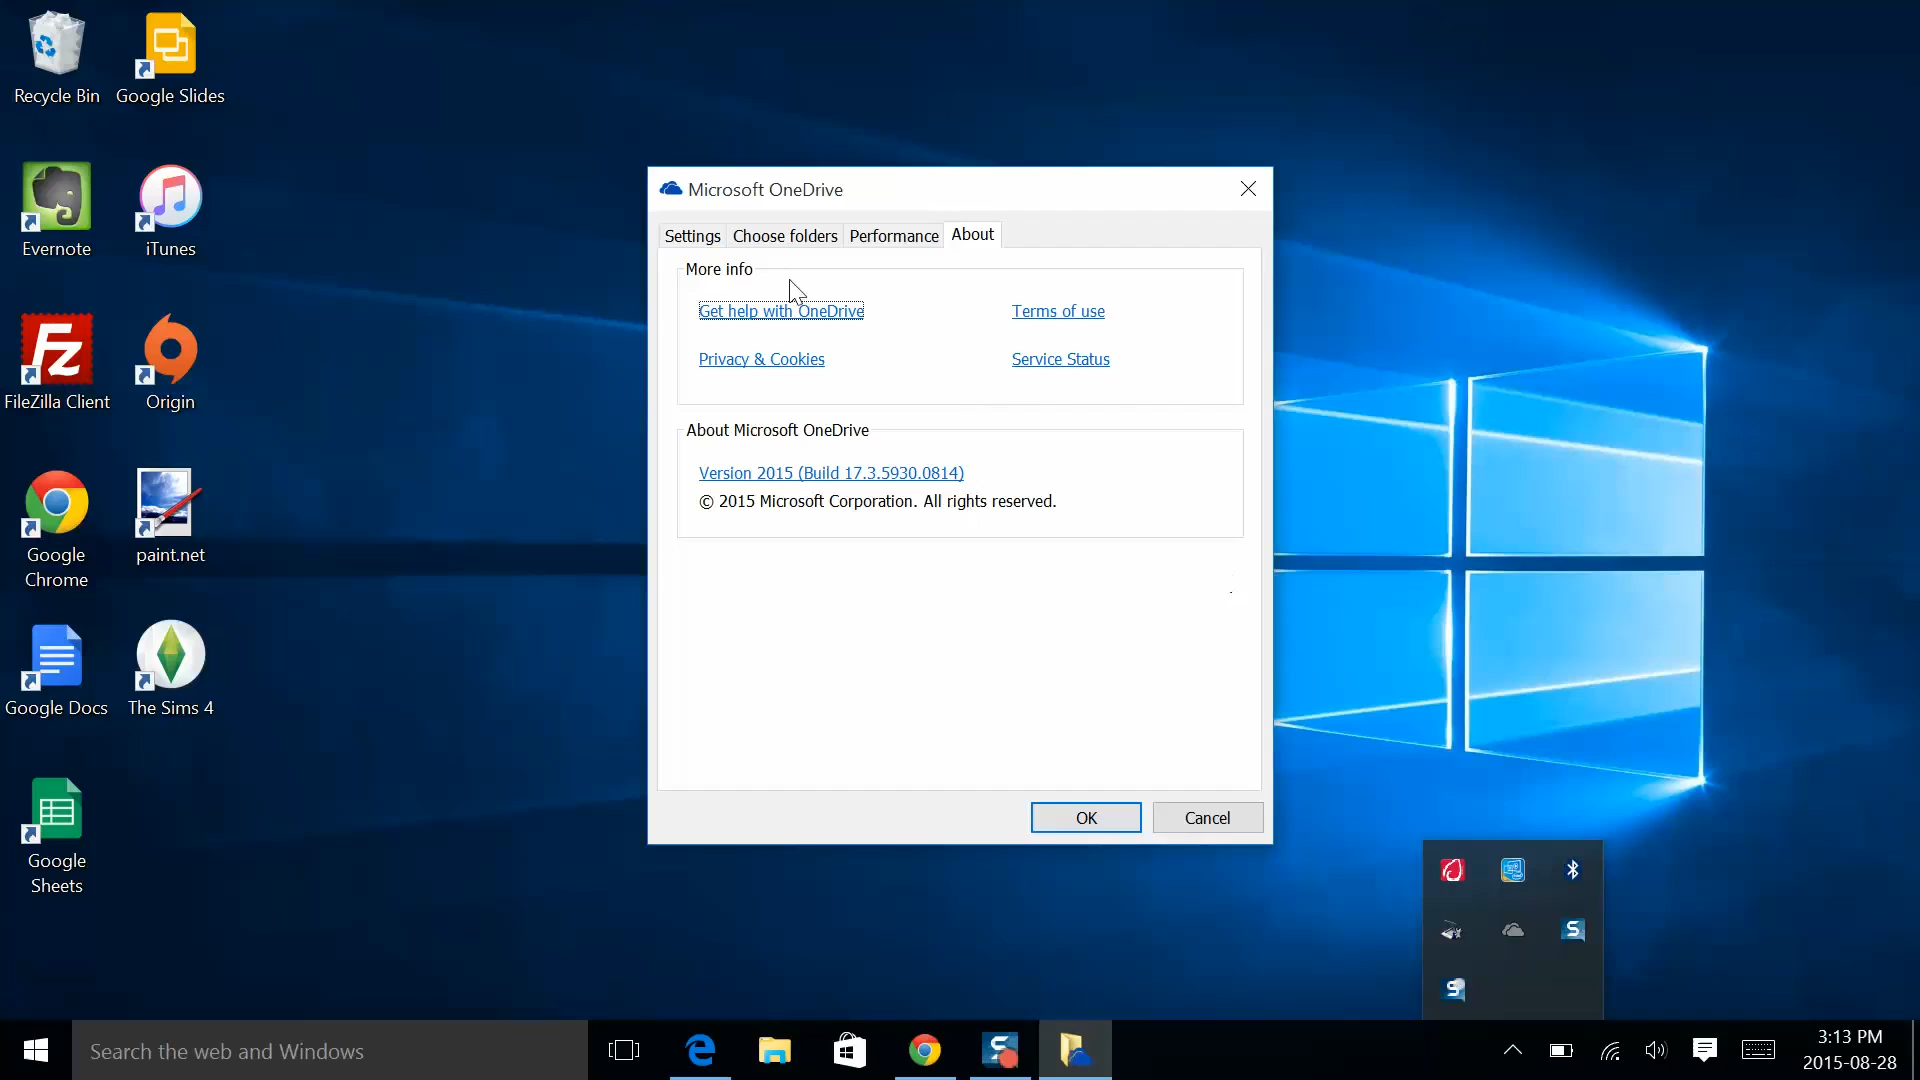 Recycle Bin
Google Slides
Evernote
iTunes
FileZilla Client
Origin
Google
Chrome
paint.net
Google Docs
The Sims 4
Google
Sheets
Microsoft OneDrive
Settings
Choose folders
Performance
About
More info
Get help with OneDrive
Terms of use
Privacy & Cookies
Service Status
About Microsoft OneDrive
Version 2015 (Build 17.3.5930.0814)
© 2015 Microsoft Corporation. All rights reserved.
OK
Cancel
Search the web and Windows
3:13 PM
2015-08-28